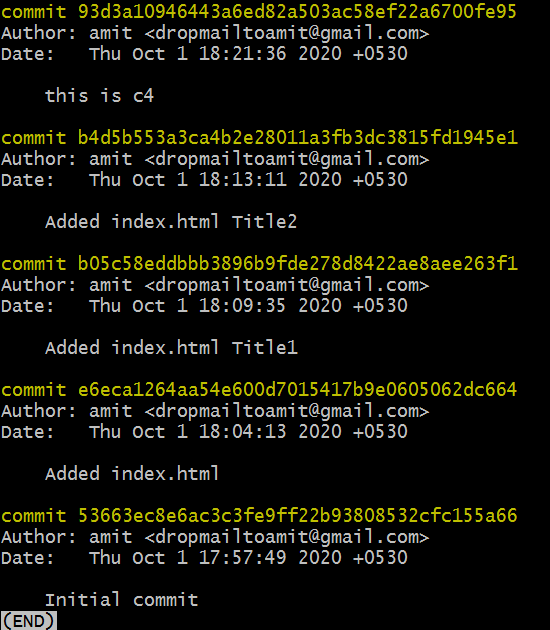 commit 93d3a10946443a6ed82a503ac58ef22a6700fe95
Author: amit <dropmailtoamit@gmail.com>
Date:   Thu Oct 1 18:21:36 2020 +0530
    this is c4
commit b4d5b553a3ca4b2e28011a3fb3dc3815fd1945e1
Author: amit <dropmailtoamit@gmail.com>
Date:   Thu Oct 1 18:13:11 2020 +0530
    Added index.html Title2
commit b05c58eddbbb3896b9fde278d8422ae8aee263f1
Author: amit <dropmailtoamit@gmail.com>
Date:   Thu Oct 1 18:09:35 2020 +0530
    Added index.html Title1
commit e6eca1264aa54e600d7015417b9e0605062dc664
Author: amit <dropmailtoamit@gmail.com>
Date:   Thu Oct 1 18:04:13 2020 +0530
    Added index.html
commit 53663ec8e6ac3c3fe9ff22b93808532cfc155a66
Author: amit <dropmailtoamit@gmail.com>
Date:   Thu Oct 1 17:57:49 2020 +0530
    Initial commit
(END)